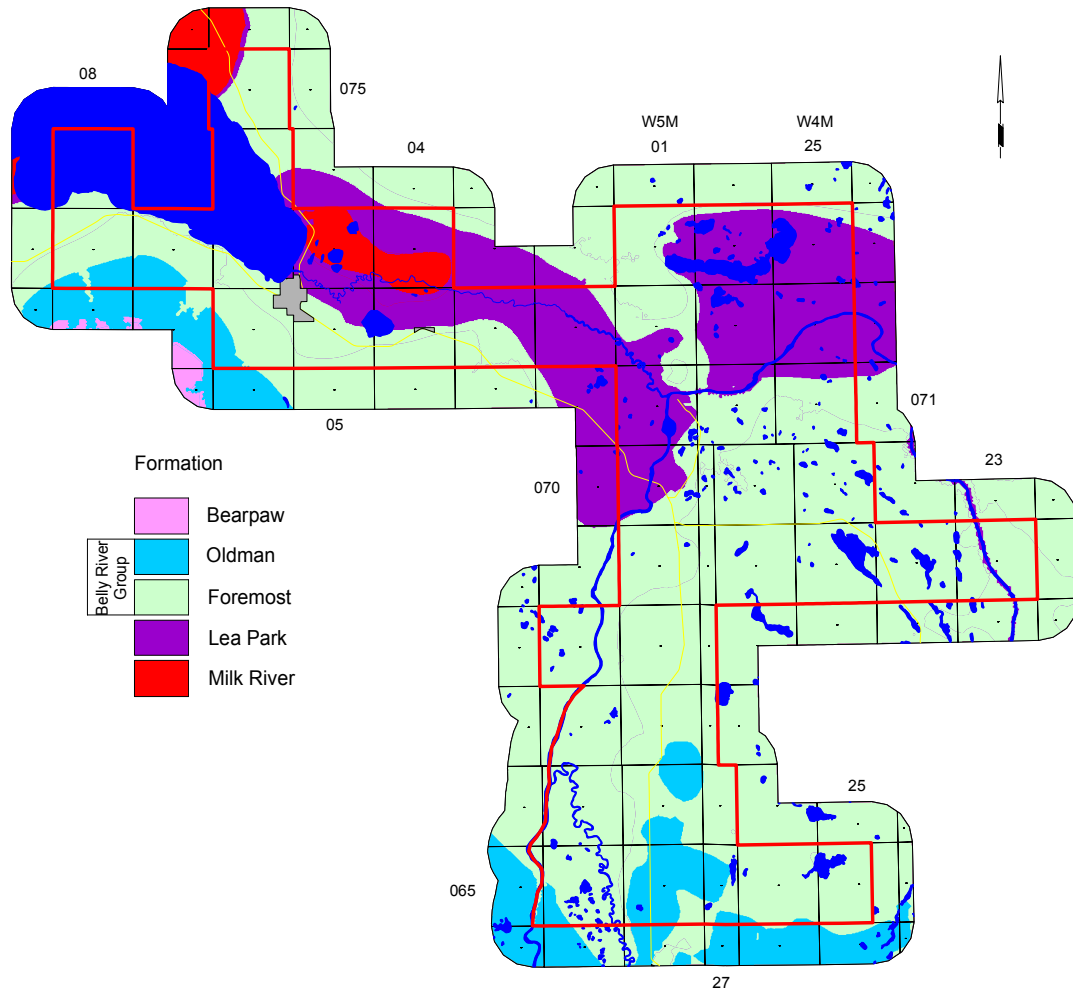 08
075
04
W5M
W4M
01
25
05
071
23
070
Formation
Bearpaw
Oldman
Belly River
Group
Foremost
Lea Park
Milk River
25
065
27